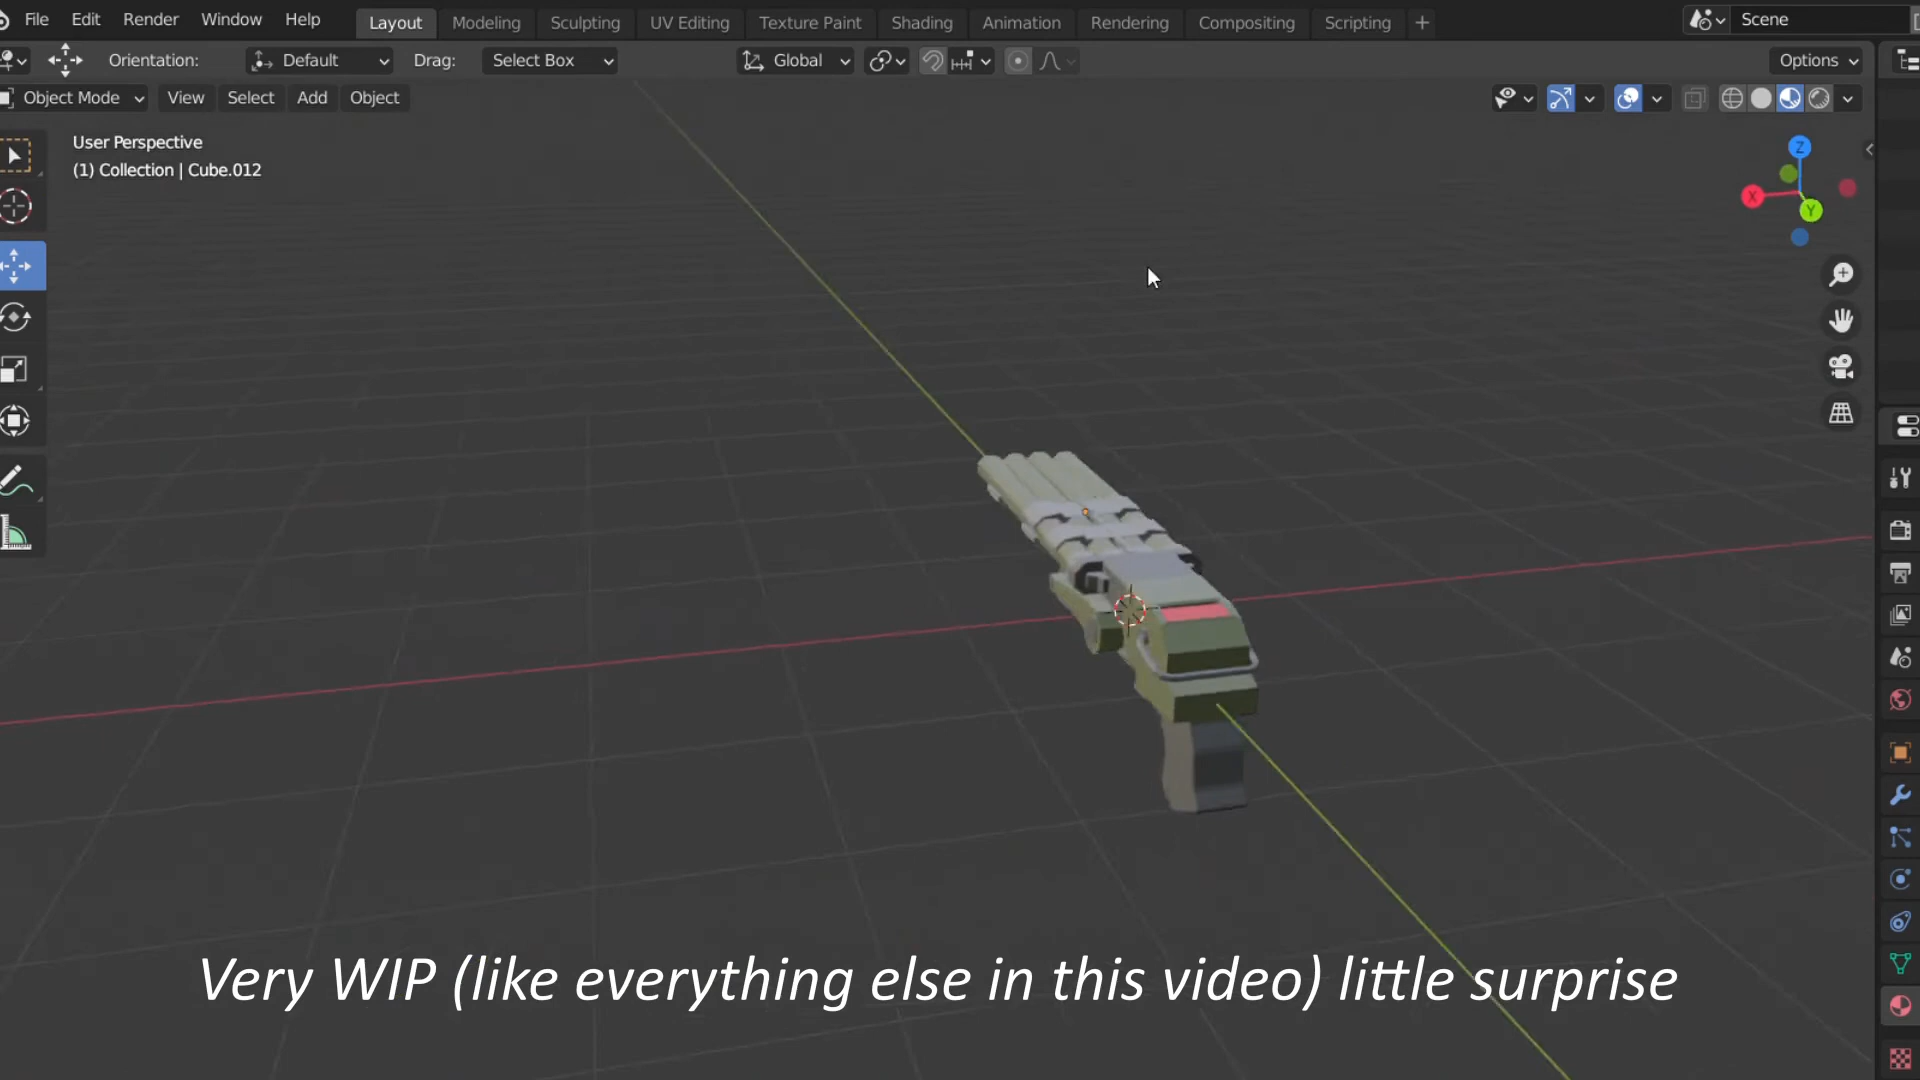 File Edit Render Window Help Layout Modeling Sculpting UV Editing Texture Paint Shading Animation Rendering Compositing Scripting + Scene
Orientation: Default Drag: Select Box Global Options
Object Mode View Select Add Object
User Perspective
(1) Collection | Cube.012
Z
X
Y
Very WIP (like everything else in this video) little surprise